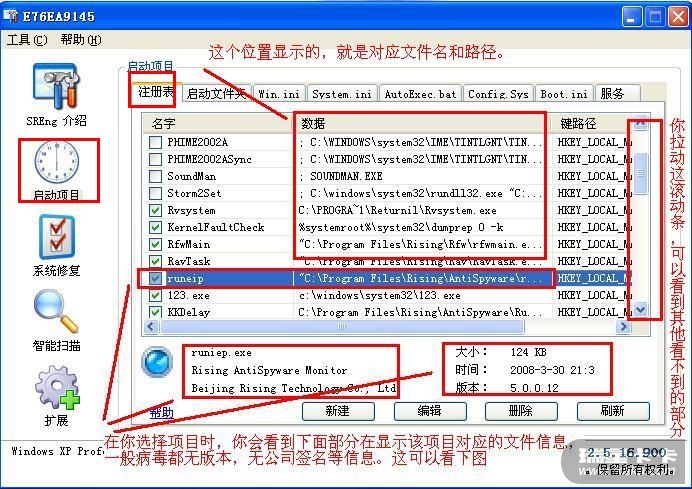 E76EA9145
工具(C) 帮助(H)
这个位置显示的，就是对应文件名和路径。
启动项目
注册表 启动文件夹 Win.ini System.ini AutoExec.bat Config.Sys Boot.ini 服务
SREng 介绍
启动项目
系统修复
智能扫描
扩展
名字 数据 键路径
PHIME2002A ; C:\WINDOWS\system32\IME\TINTLGNT\TIN... HKEY_LOCAL_Ma
PHIME2002ASync ; C:\WINDOWS\system32\IME\TINTLGNT\TIN... HKEY_LOCAL_Ma
SoundMan ; SOUNDMAN.EXE HKEY_LOCAL_Ma
Storm2Set ; C:\windows\system32\rundll32.exe "C:... HKEY_LOCAL_Ma
Rvsystem C:\PROGRA~1\Returnil\Rvsystem.exe HKEY_LOCAL_Ma
KernelFaultCheck %systemroot%\system32\dumprep 0 -k HKEY_LOCAL_Ma
RfwMain "C:\Program Files\Rising\Rfw\rfwmain.e... HKEY_LOCAL_Ma
RavTask "C:\Program Files\Rising\Rav\RavTask.e... HKEY_LOCAL_Ma
runeip "C:\Program Files\Rising\AntiSpyware\r... HKEY_LOCAL_Ma
123.exe c:\windows\system32\123.exe HKEY_LOCAL_Ma
KKDelay C:\Program Files\Rising\AntiSpyware\Ru... HKEY_LOCAL_Ma
你拉动这滚动条，可以看到其他看不到的部分
runiep.exe
Rising AntiSpyware Monitor
Beijing Rising Technology Co., Ltd
大小： 124 KB
时间： 2008-3-30 21:3
版本： 5.0.0.12
帮助
新建 编辑 删除 刷新
在你选择项目时，你会看到下面部分在显示该项目对应的文件信息，
一般病毒都无版本，无公司签名等信息。这可以看下图
Windows XP Profe
2.5.16.900
保留所有权利。